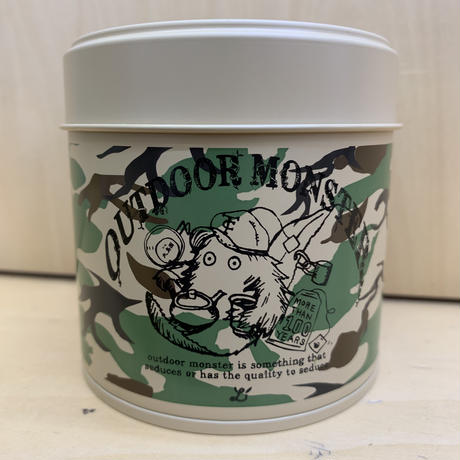 OUTDOOR MONSTER
MORE
THAN
100
YEARS
outdoor monster is something that
seduces or has the quality to seduce